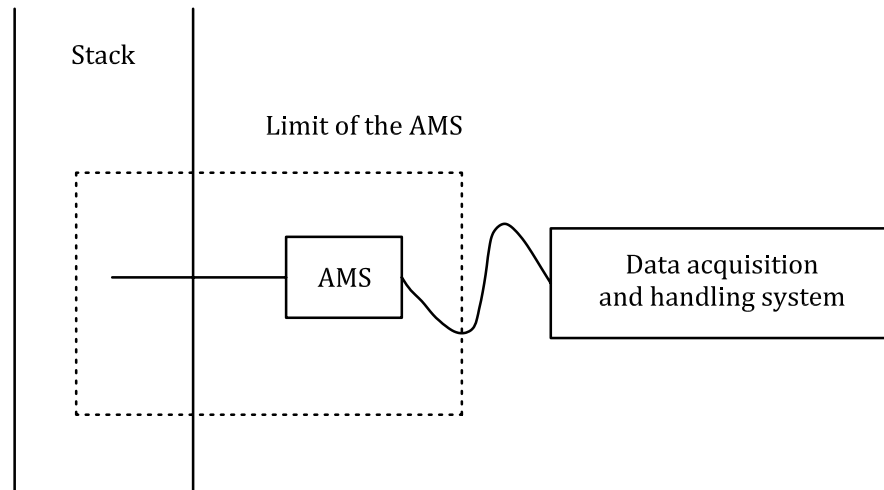 Stack
Limit of the AMS
AMS
Data acquisition
and handling system